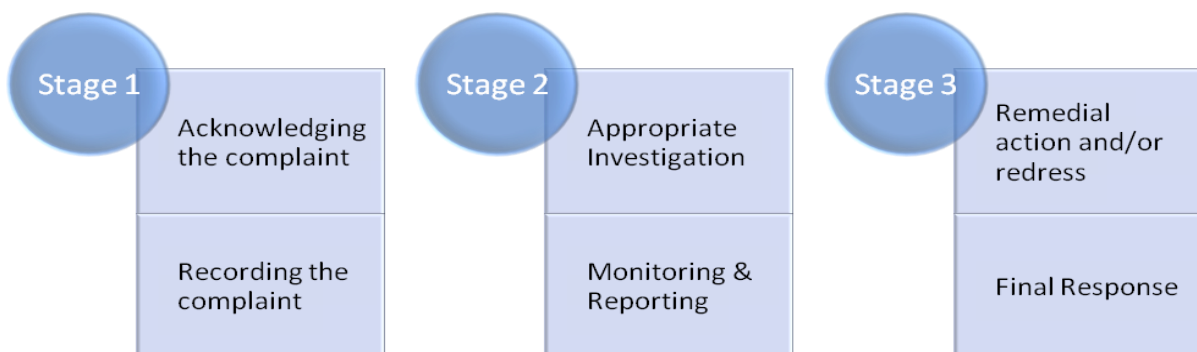 Stage 1
Acknowledging
the complaint
Recording the
complaint
Stage 2
Appropriate
Investigation
Monitoring &
Reporting
Stage 3
Remedial
action and/or
redress
Final Response